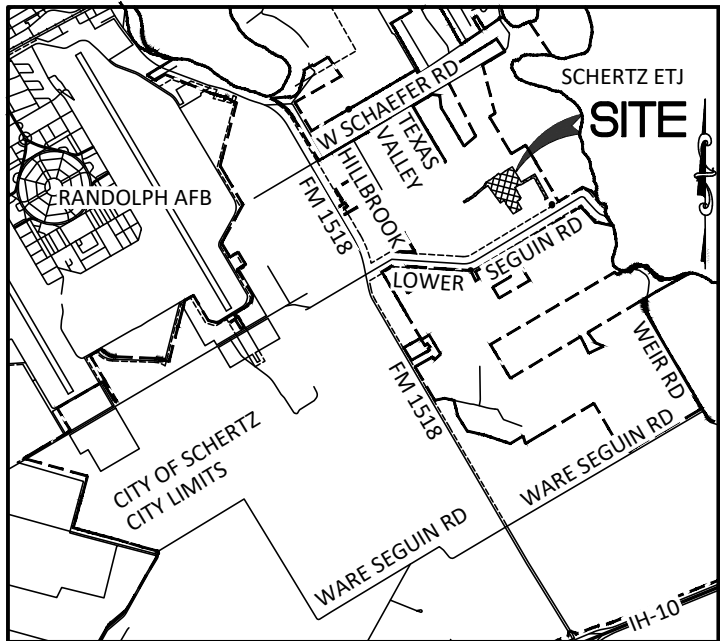 SCHERTZ ETJ
SITE
W SCHAEFER RD
TEXAS
VALLEY
HILLBROOK
RANDOLPH AFB
FM 1518
LOWER
SEGUIN RD
WEIR RD
FM 1518
CITY OF SCHERTZ
CITY LIMITS
WARE SEGUIN RD
WARE SEGUIN RD
IH-10